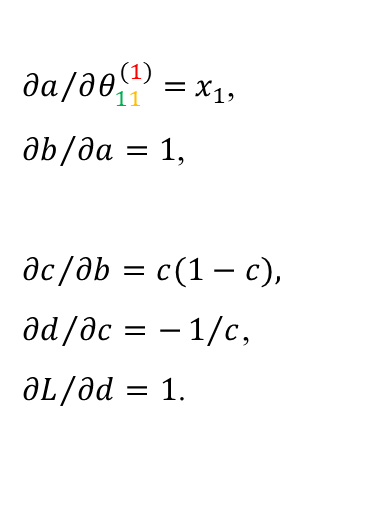 ∂a/∂θ₁₁⁽¹⁾ = x₁,
∂b/∂a = 1,
∂c/∂b = c(1 − c),
∂d/∂c = − 1/c,
∂L/∂d = 1.